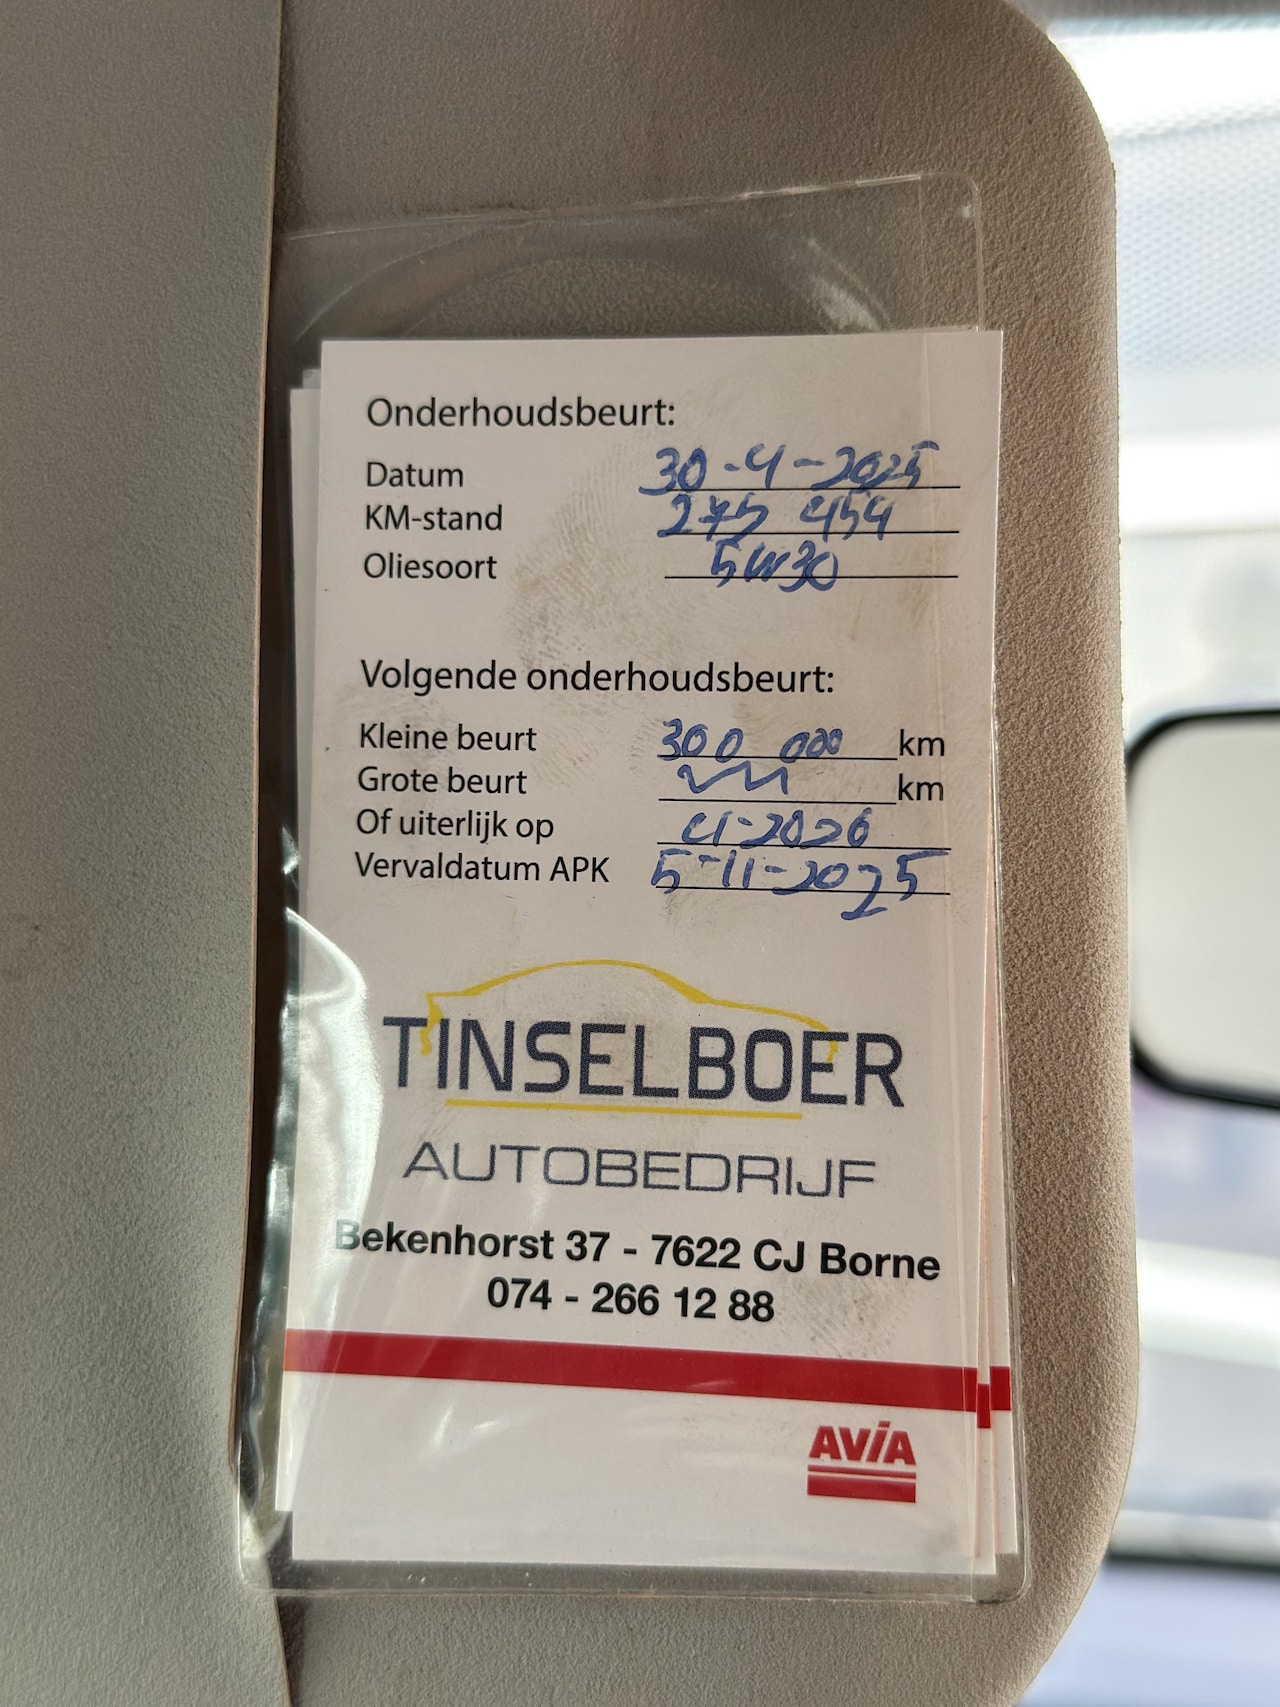 Onderhoudsbeurt:
Datum 30-4-2025
KM-stand 275 454
Oliesoort 5W30
Volgende onderhoudsbeurt:
Kleine beurt 300 000 km
Grote beurt km
Of uiterlijk op 4-2026
Vervaldatum APK 5-11-2025
TINSELBOER
AUTOBEDRIJF
Bekenhorst 37 - 7622 CJ Borne
074 - 266 12 88
AVIA